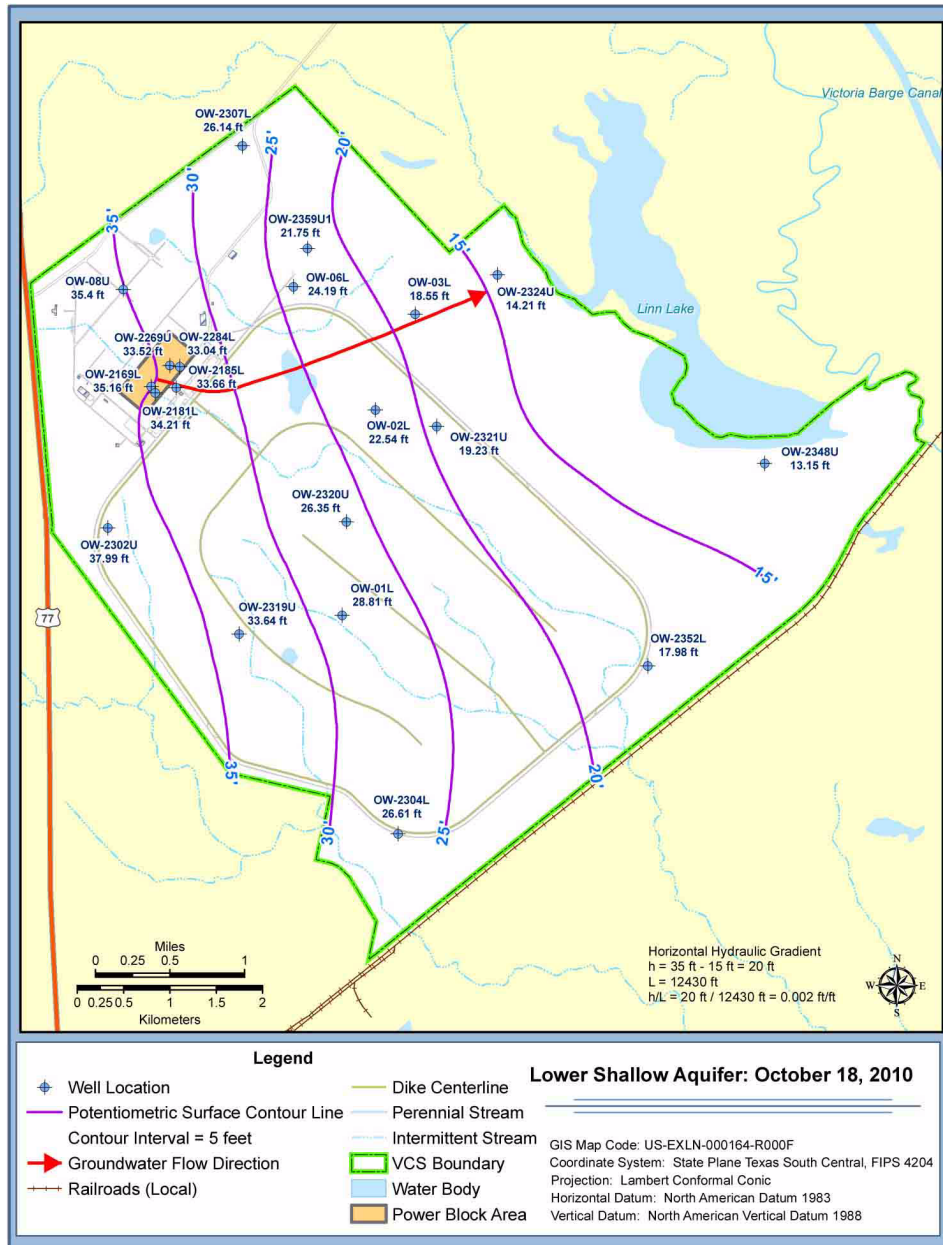 Victoria Barge Canal
OW-2307L
26.14 ft
25'
20'
30'
35'
OW-2359U1
21.75 ft
15'
OW-08U
35.4 ft
OW-06L
24.19 ft
OW-03L
18.55 ft
OW-2324U
14.21 ft
Linn Lake
OW-2269U
33.52 ft
OW-2284L
33.04 ft
OW-2169L
35.16 ft
OW-2185L
33.66 ft
OW-2181L
34.21 ft
OW-02L
22.54 ft
OW-2321U
19.23 ft
OW-2348U
13.15 ft
OW-2320U
26.35 ft
OW-2302U
37.99 ft
OW-01L
28.81 ft
15'
77
OW-2319U
33.64 ft
OW-2352L
17.98 ft
35'
20'
OW-2304L
26.61 ft
30'
25'
Miles
0 0.25 0.5 1
0 0.25 0.5 1 1.5 2
Kilometers
Horizontal Hydraulic Gradient
h = 35 ft - 15 ft = 20 ft
L = 12430 ft
h/L = 20 ft / 12430 ft = 0.002 ft/ft
N
W E
S
Legend
Well Location
Potentiometric Surface Contour Line
Contour Interval = 5 feet
Groundwater Flow Direction
Railroads (Local)
Dike Centerline
Perennial Stream
Intermittent Stream
VCS Boundary
Water Body
Power Block Area
Lower Shallow Aquifer: October 18, 2010
GIS Map Code: US-EXLN-000164-R000F
Coordinate System: State Plane Texas South Central, FIPS 4204
Projection: Lambert Conformal Conic
Horizontal Datum: North American Datum 1983
Vertical Datum: North American Vertical Datum 1988